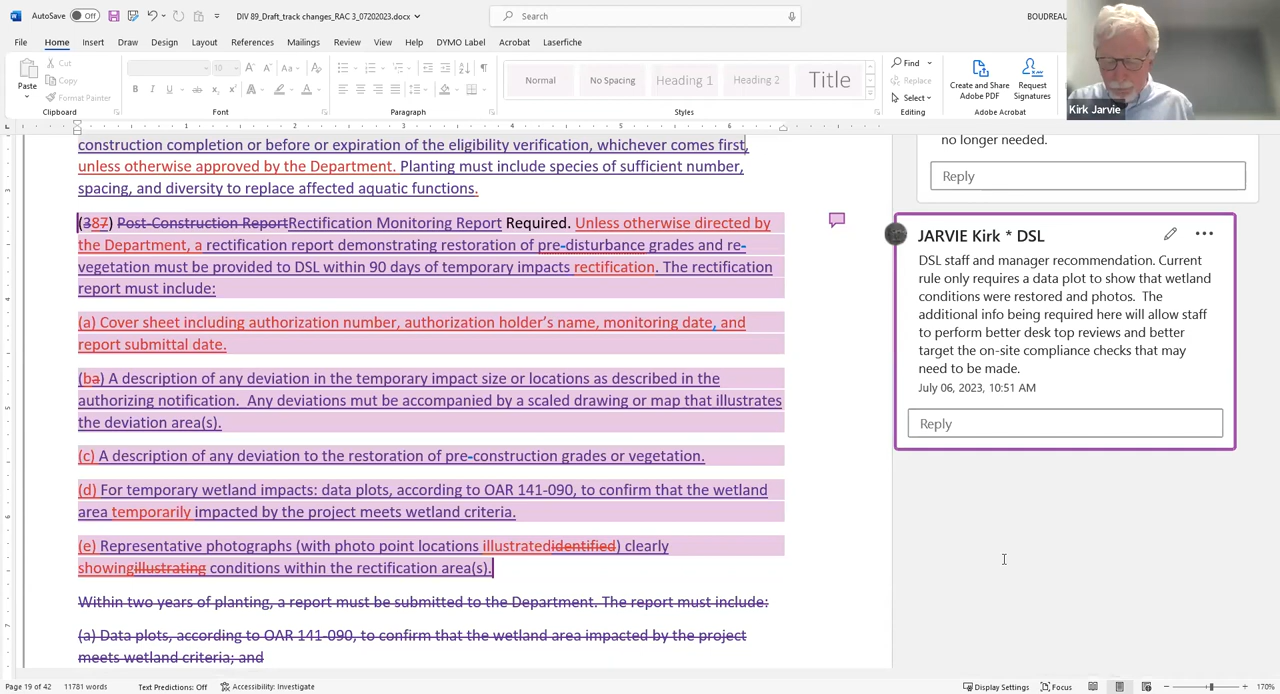 AutoSave Off DIV 89_Draft_track changes_RAC 3_07202023.docx Search BOUDREAU
File Home Insert Draw Design Layout References Mailings Review View Help DYMO Label Acrobat Laserfiche
Paste Cut Copy Format Painter
10 Aa
B I U ab x x A A
Normal No Spacing Heading 1 Heading 2 Title
Find Replace Select
Create and Share Adobe PDF Request Signatures
Clipboard Font Paragraph Styles Editing Adobe Acrobat
Kirk Jarvie
1 2 3 4 5 6 7
construction completion or before or expiration of the eligibility verification, whichever comes first,
unless otherwise approved by the Department. Planting must include species of sufficient number,
spacing, and diversity to replace affected aquatic functions.
(387) Post-Construction ReportRectification Monitoring Report Required. Unless otherwise directed by
the Department, a rectification report demonstrating restoration of pre-disturbance grades and re-
vegetation must be provided to DSL within 90 days of temporary impacts rectification. The rectification
report must include:
(a) Cover sheet including authorization number, authorization holder's name, monitoring date, and
report submittal date.
(ba) A description of any deviation in the temporary impact size or locations as described in the
authorizing notification. Any deviations mut be accompanied by a scaled drawing or map that illustrates
the deviation area(s).
(c) A description of any deviation to the restoration of pre-construction grades or vegetation.
(d) For temporary wetland impacts: data plots, according to OAR 141-090, to confirm that the wetland
area temporarily impacted by the project meets wetland criteria.
(e) Representative photographs (with photo point locations illustratedidentified) clearly
showingillustrating conditions within the rectification area(s).
Within two years of planting, a report must be submitted to the Department. The report must include:
(a) Data plots, according to OAR 141-090, to confirm that the wetland area impacted by the project
meets wetland criteria; and
no longer needed.
Reply
JARVIE Kirk * DSL
DSL staff and manager recommendation. Current
rule only requires a data plot to show that wetland
conditions were restored and photos. The
additional info being required here will allow staff
to perform better desk top reviews and better
target the on-site compliance checks that may
need to be made.
July 06, 2023, 10:51 AM
Reply
Page 19 of 42 11781 words Text Predictions: Off Accessibility: Investigate Display Settings Focus 170%